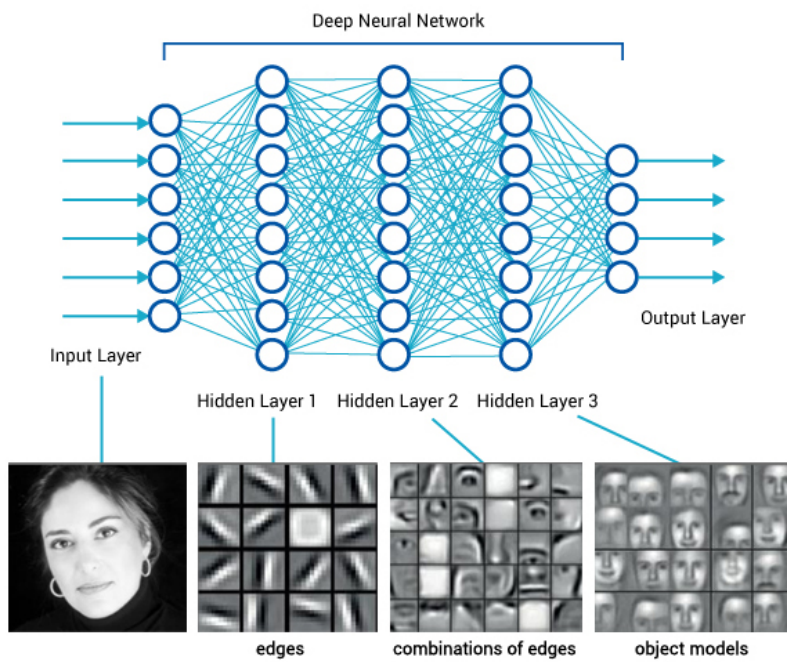 Deep Neural Network
Input Layer
Output Layer
Hidden Layer 1
Hidden Layer 2
Hidden Layer 3
edges
combinations of edges
object models